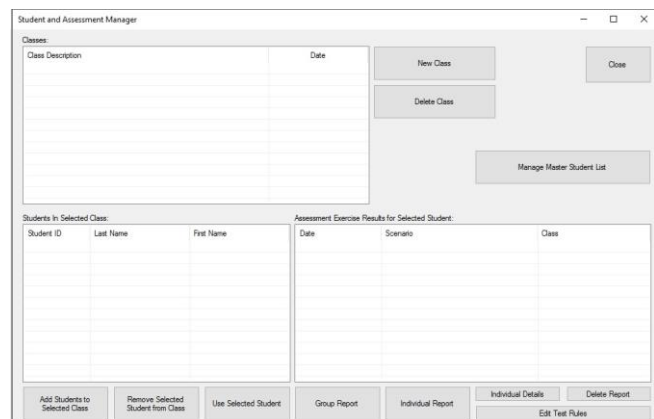 Student and Assessment Manager
Classes:
Class Description Date
New Class
Close
Delete Class
Manage Master Student List
Students In Selected Class:
Assessment Exercise Results for Selected Student:
Student ID Last Name First Name
Date Scenario Class
Add Students to
Selected Class
Remove Selected
Student from Class
Use Selected Student
Group Report
Individual Report
Individual Details
Delete Report
Edit Test Rules